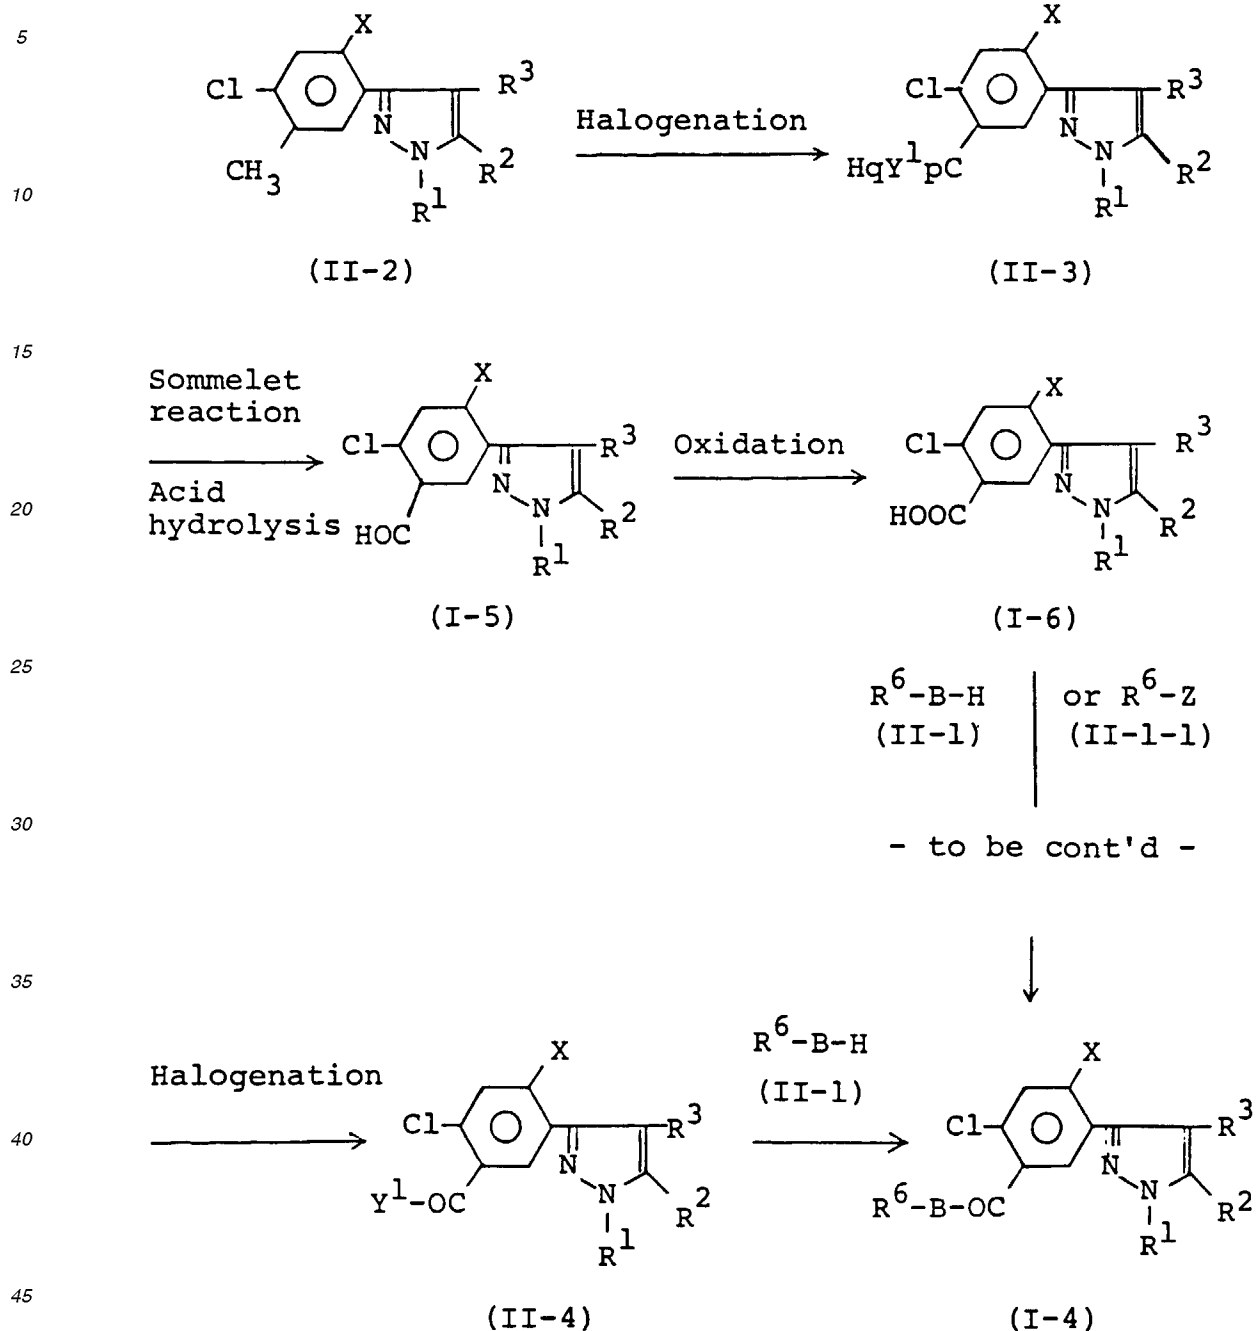 5
X
X
Cl
R3
Cl
R3
N
Halogenation
N
N
R2
N
R2
CH3
HqY1pC
10
R1
R1
(II-2)
(II-3)
15
Sommelet
reaction
X
X
Cl
R3
Oxidation
Cl
R3
Acid
hydrolysis
N
N
20
N
R2
HOOC
N
R2
HOC
R1
R1
(I-5)
(I-6)
25
R6-B-H or R6-Z
(II-1) (II-1-1)
30
- to be cont'd -
35
R6-B-H
X
X
Halogenation
(II-1)
Cl
R3
Cl
R3
40
N
N
Y1-OC
N
R2
R6-B-OC
N
R2
R1
R1
45
(II-4)
(I-4)